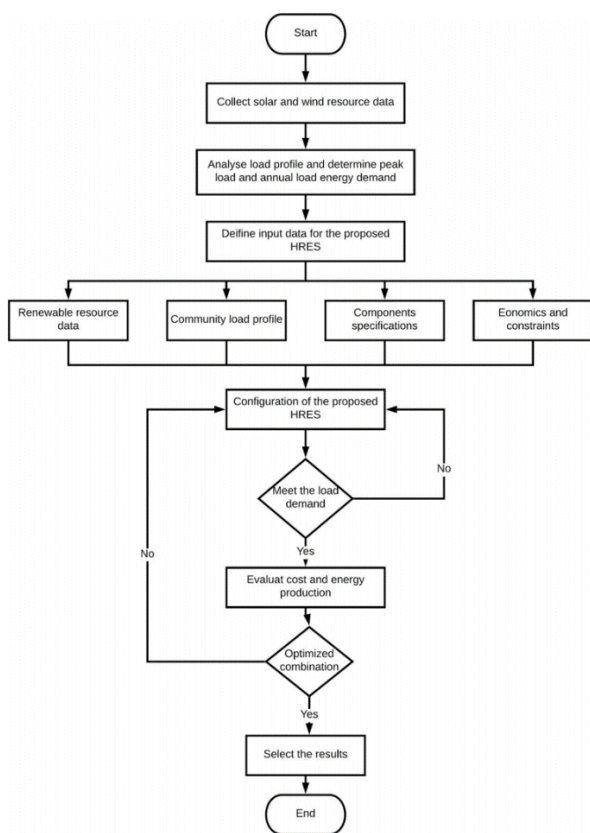 Start
Collect solar and wind resource data
Analyse load profile and determine peak
load and annual load energy demand
Deifine input data for the proposed
HRES
Renewable resource
data
Community load profile
Components
specifications
Eonomics and
constraints
Configuration of the proposed
HRES
Meet the load
demand
No
Yes
No
Evaluat cost and energy
production
Optimized
combination
Yes
Select the results
End